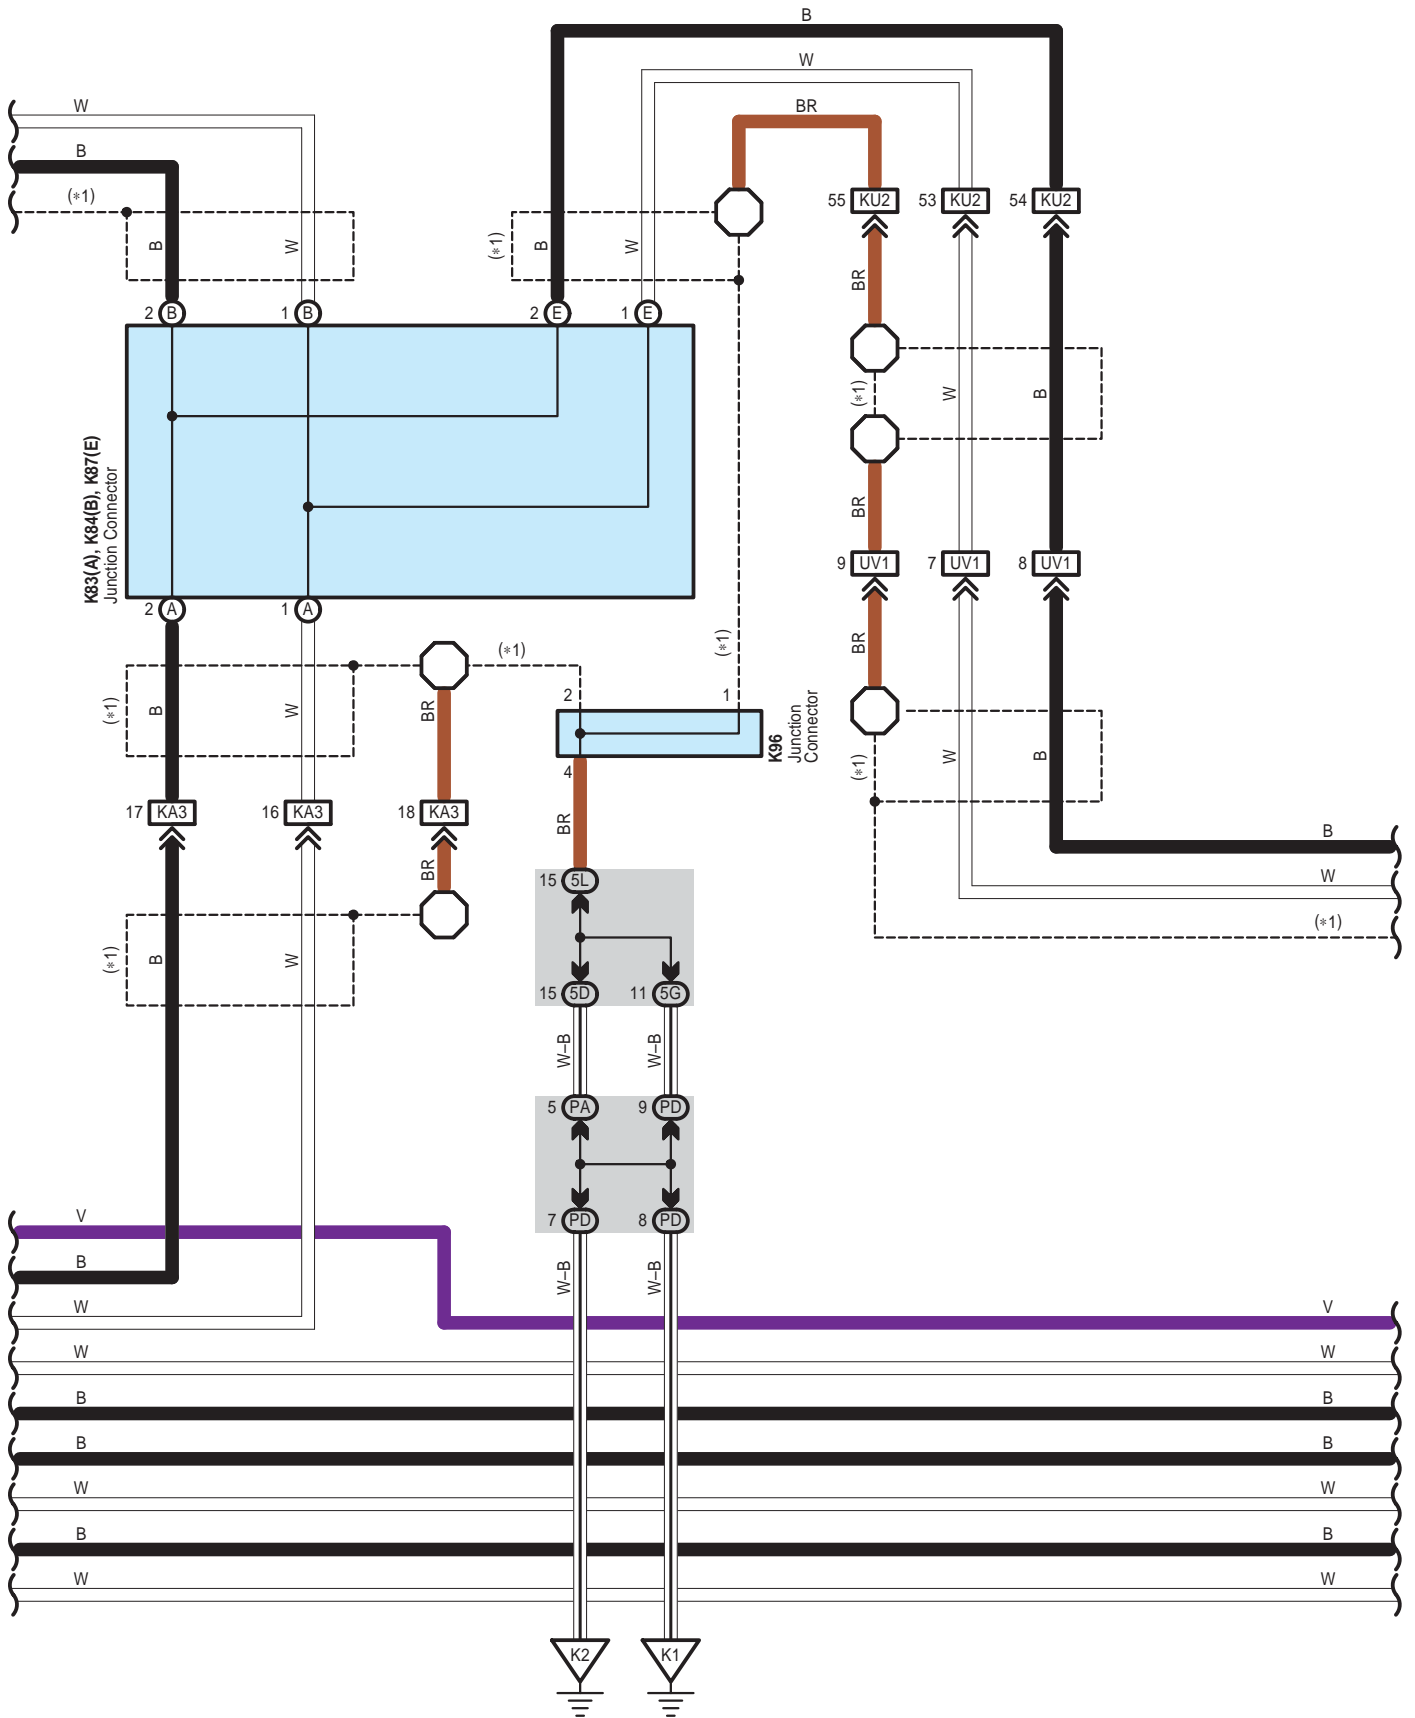 B
W
BR
W
B
(*1)
55 KU2
53 KU2
54 KU2
B
W
(*1)
B
W
BR
2 B
1 B
2 E
1 E
(*1)
W
B
K83(A), K84(B), K87(E)
Junction Connector
BR
9 UV1
7 UV1
8 UV1
2 A
1 A
(*1)
(*1)
BR
(*1)
B
W
BR
2
1
K96
Junction
Connector
4
(*1)
W
B
17 KA3
16 KA3
18 KA3
BR
B
W
(*1)
BR
15 5L
(*1)
B
W
15 5D
11 5G
W–B
W–B
5 PA
9 PD
7 PD
8 PD
V
B
W–B
W–B
W
V
W
W
B
B
B
B
W
W
B
B
W
W
K2
K1